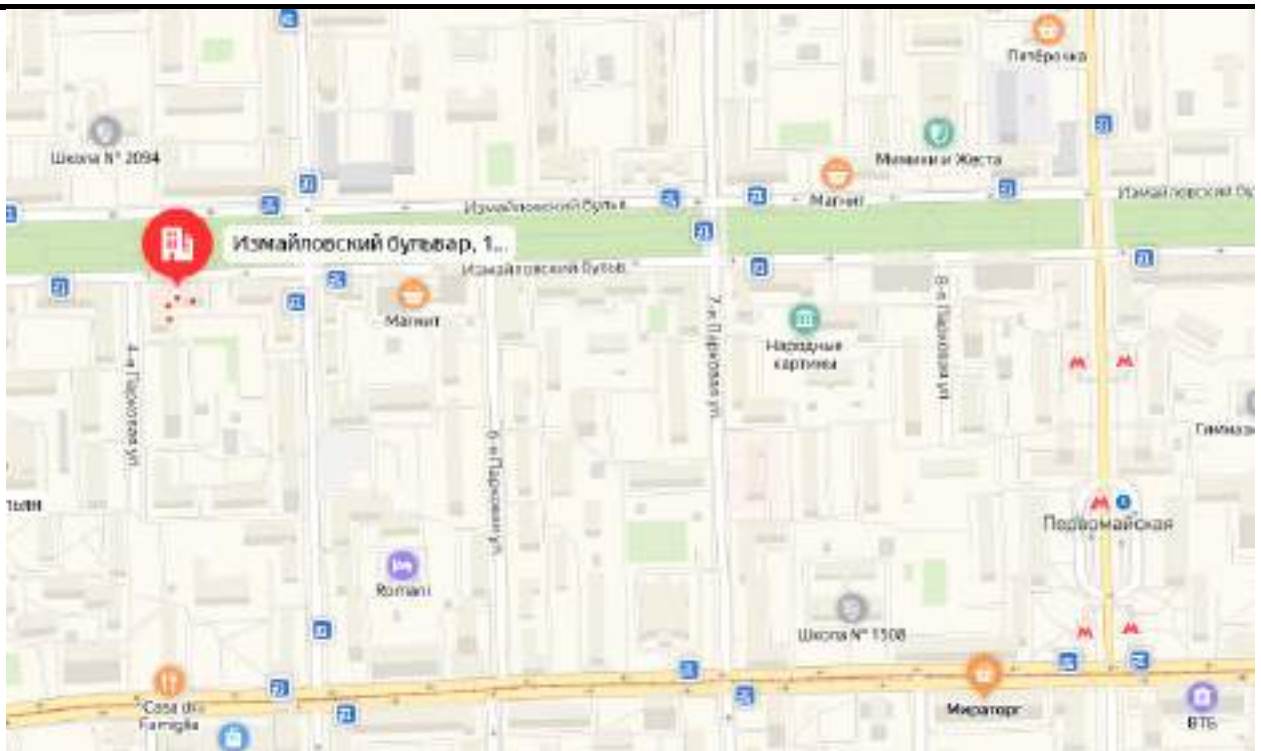 Пятёрочка
Школа № 2094
Мимики и Жеста
Магнит
Измайловский бульв
Измайловский бу
Измайловский бульвар, 1...
Измайловский бульв.
Магнит
Народные
картины
4-я Парковая ул.
6-я Парковая ул.
7-я Парковая ул.
8-я Парковая ул.
Гимназ
льян
Первомайская
Romani
Школа № 1508
Casa di
Famiglia
Мираторг
ВТБ